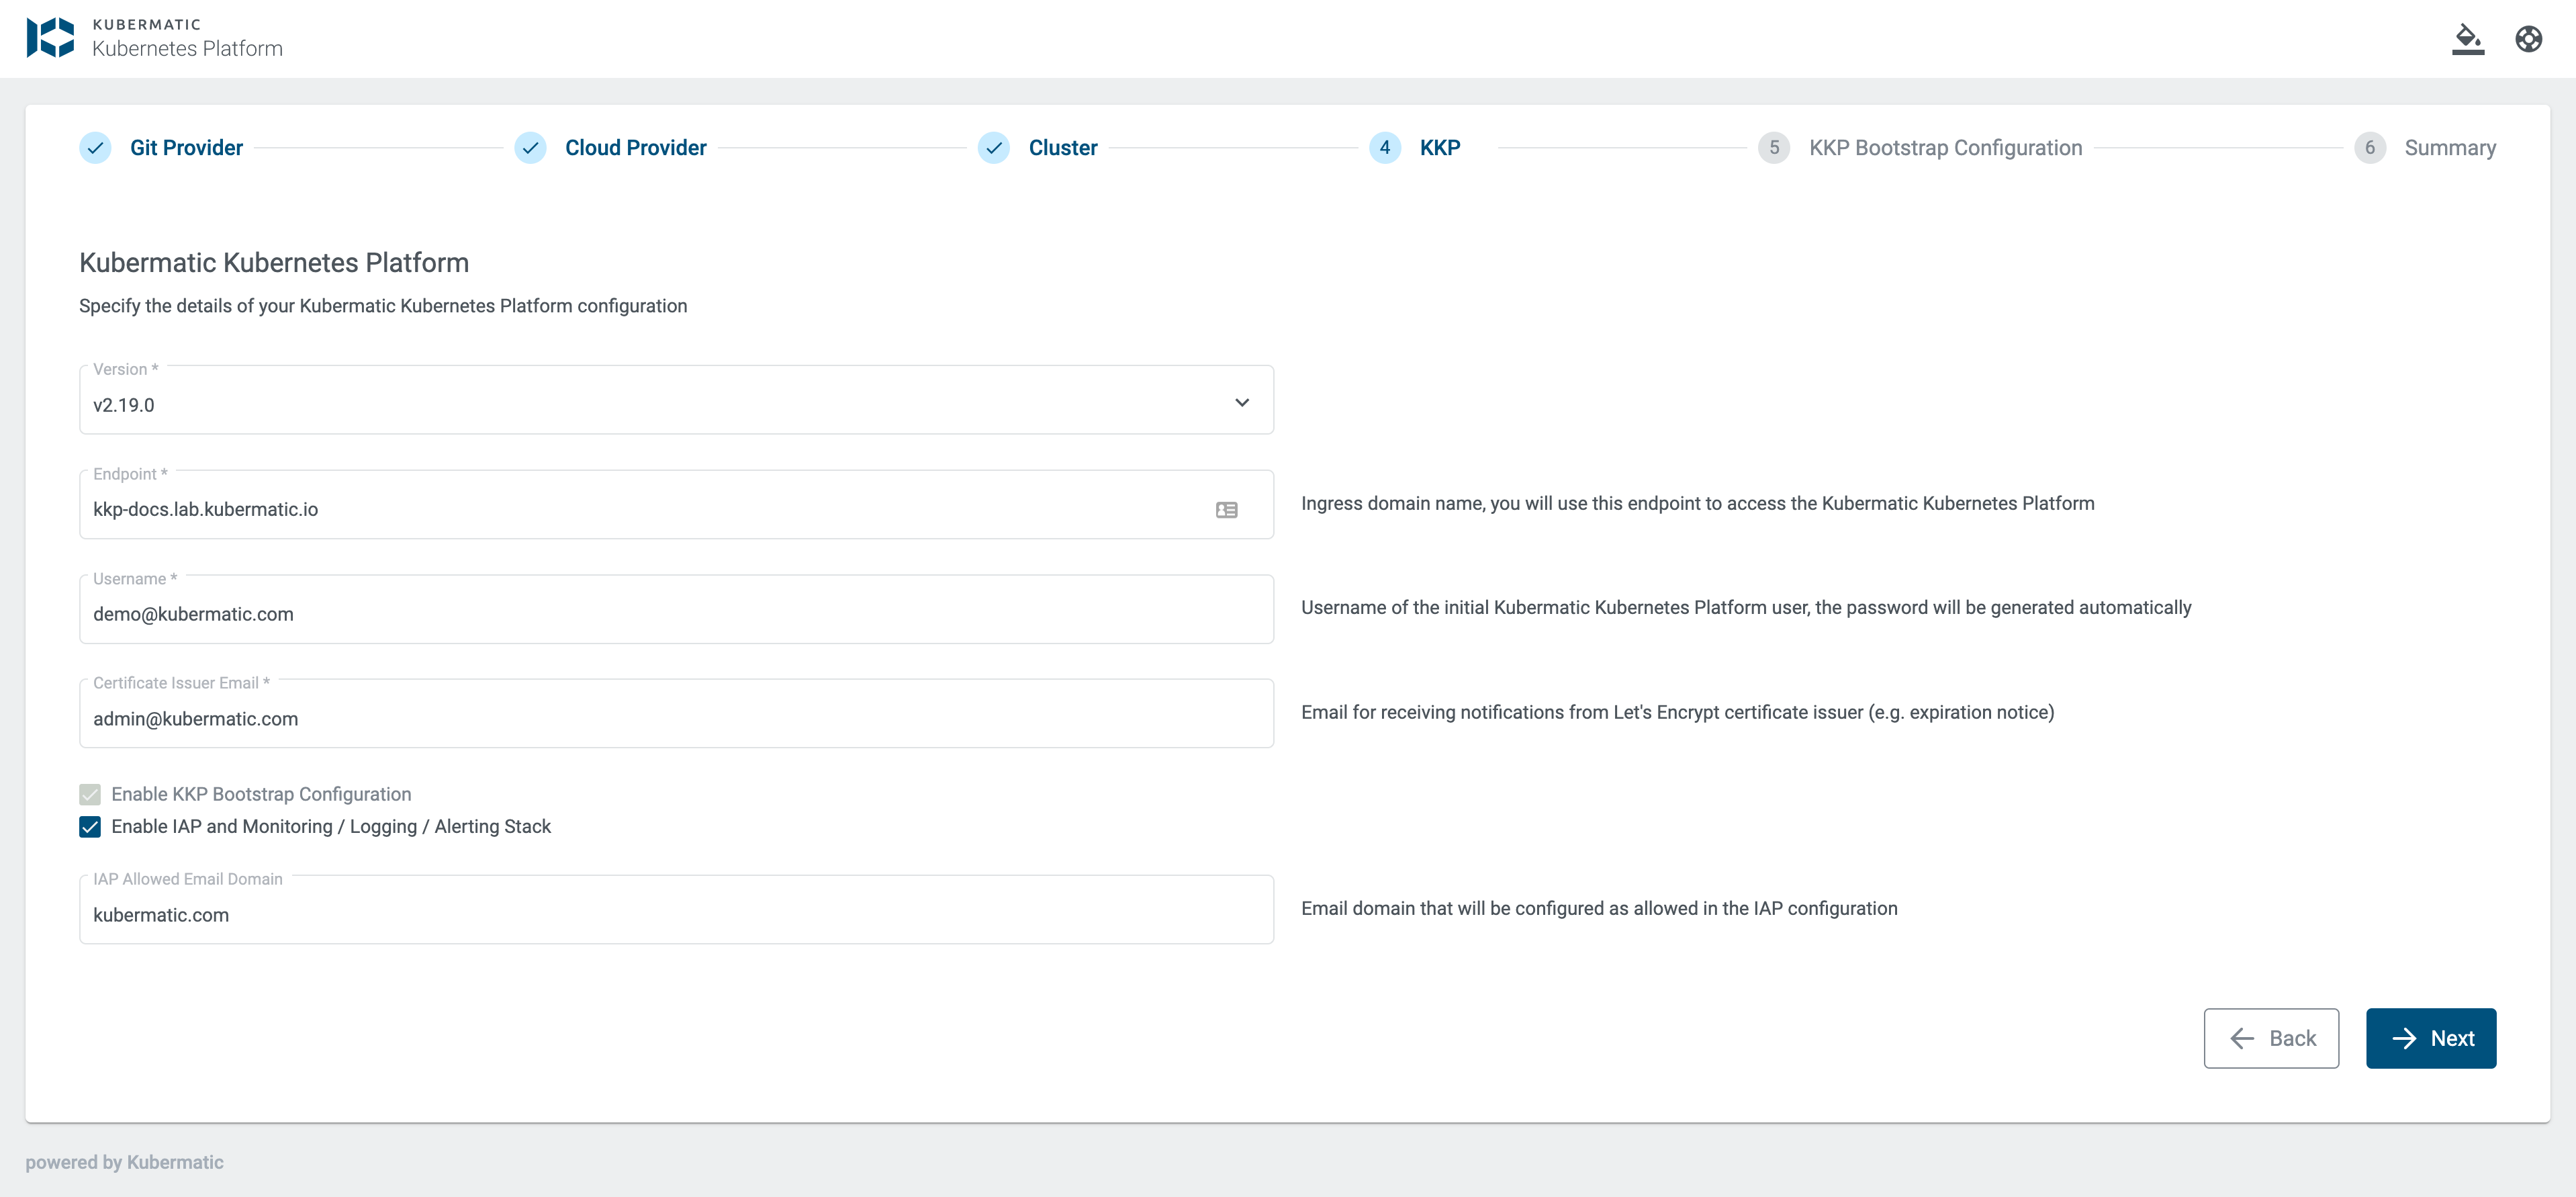 KUBERMATIC
Kubernetes Platform
Git Provider
Cloud Provider
Cluster
4 KKP
5 KKP Bootstrap Configuration
6 Summary
Kubermatic Kubernetes Platform
Specify the details of your Kubermatic Kubernetes Platform configuration
Version *
v2.19.0
Endpoint *
kkp-docs.lab.kubermatic.io
Ingress domain name, you will use this endpoint to access the Kubermatic Kubernetes Platform
Username *
demo@kubermatic.com
Username of the initial Kubermatic Kubernetes Platform user, the password will be generated automatically
Certificate Issuer Email *
admin@kubermatic.com
Email for receiving notifications from Let's Encrypt certificate issuer (e.g. expiration notice)
Enable KKP Bootstrap Configuration
Enable IAP and Monitoring / Logging / Alerting Stack
IAP Allowed Email Domain
kubermatic.com
Email domain that will be configured as allowed in the IAP configuration
Back
Next
powered by Kubermatic